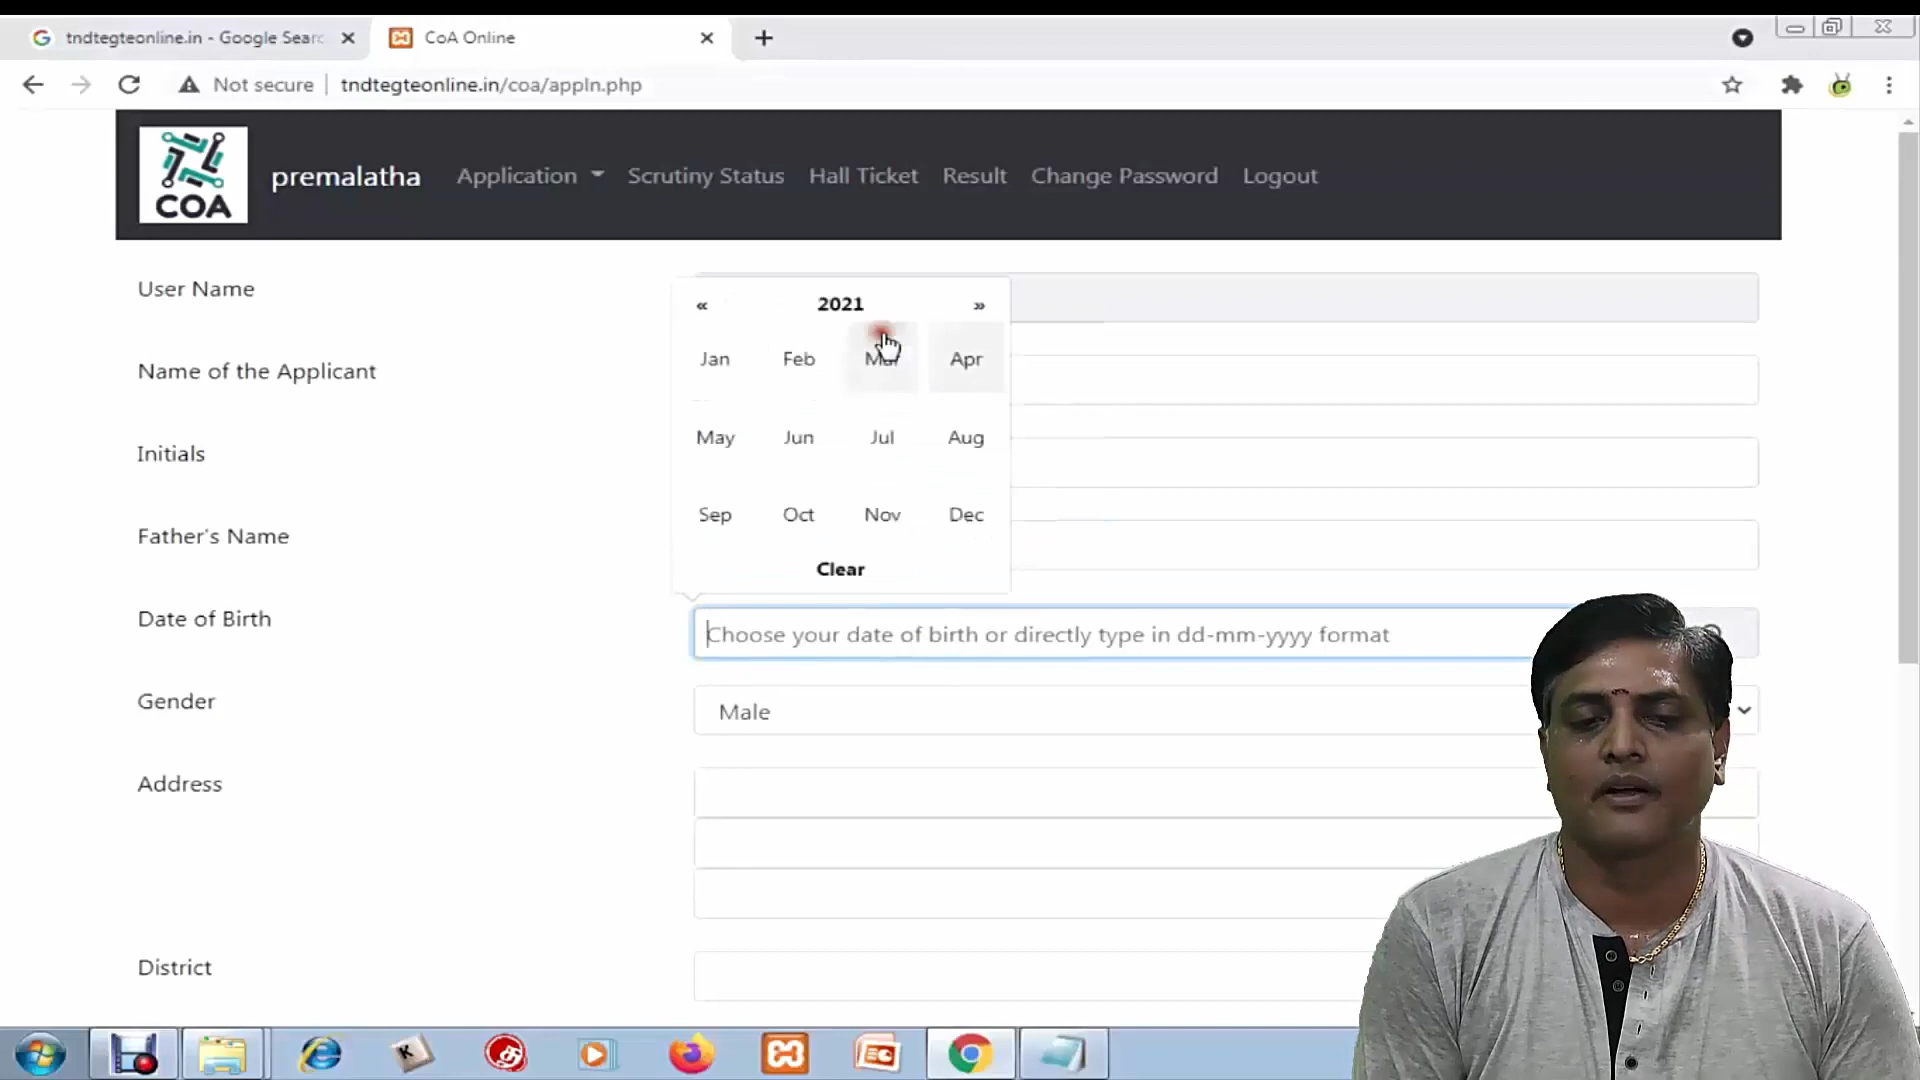 tndtegteonline.in - Google Searc
CoA Online
Not secure | tndtegteonline.in/coa/appln.php
COA
premalatha Application Scrutiny Status Hall Ticket Result Change Password Logout
User Name
« 2021 »
Jan Feb Mar Apr
Name of the Applicant
May Jun Jul Aug
Initials
Sep Oct Nov Dec
Father's Name
Clear
Date of Birth
Choose your date of birth or directly type in dd-mm-yyyy format
Gender
Male
Address
District